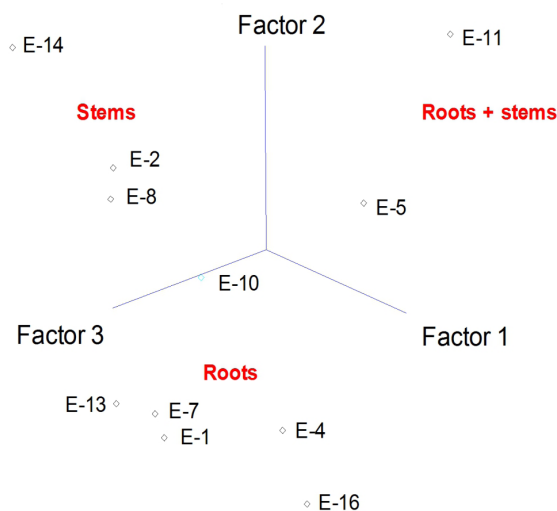 Factor 2
E-11
E-14
Stems
Roots + stems
E-2
E-8
E-5
E-10
Factor 3
Factor 1
Roots
E-13
E-7
E-4
E-1
E-16